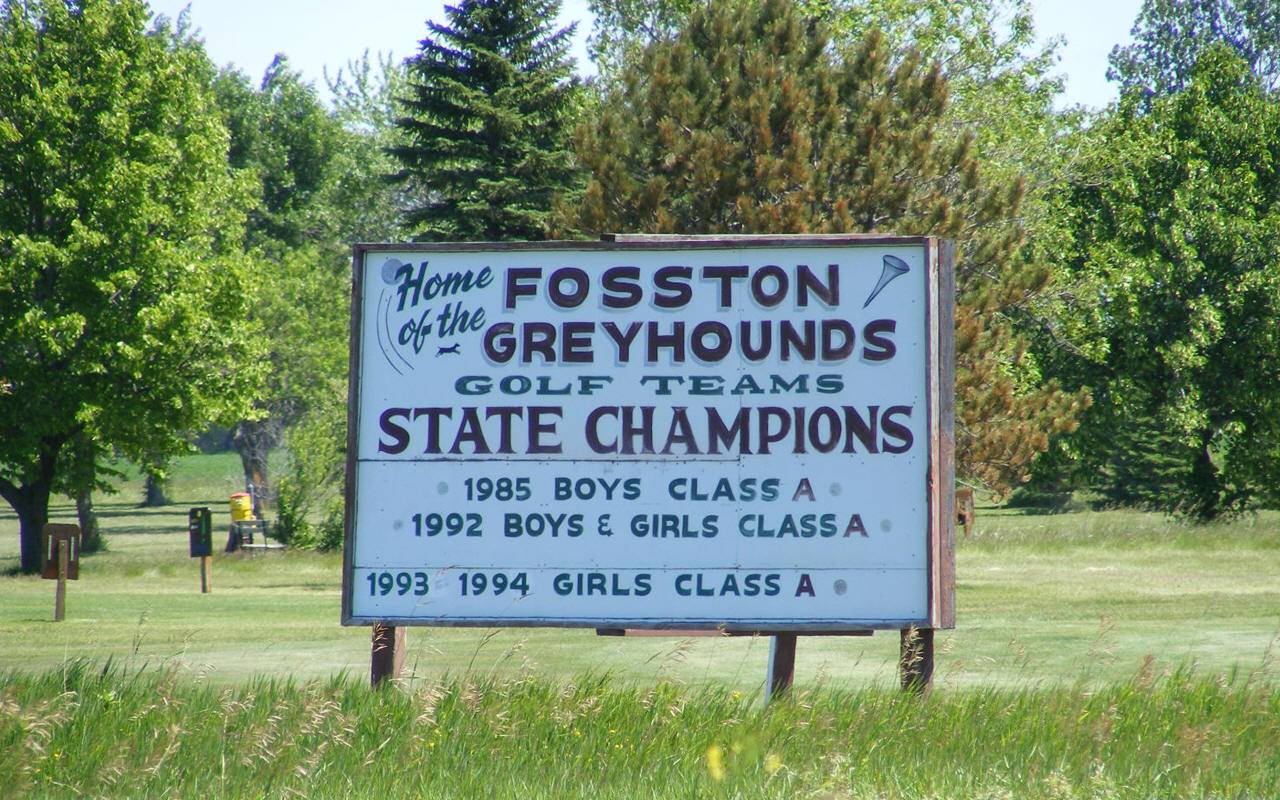 Home of the
FOSSTON
GREYHOUNDS
GOLF TEAMS
STATE CHAMPIONS
1985 BOYS CLASS A
1992 BOYS & GIRLS CLASS A
1993 1994 GIRLS CLASS A